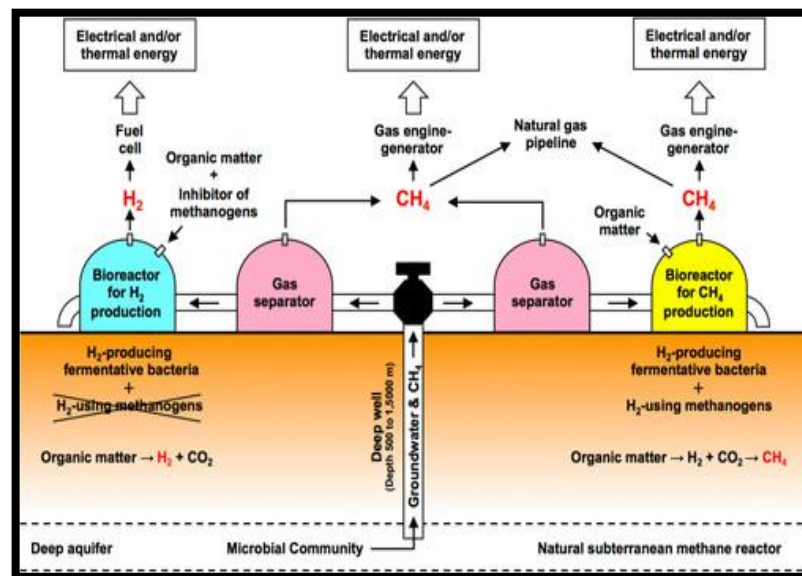 Electrical and/or
thermal energy
Electrical and/or
thermal energy
Electrical and/or
thermal energy
Fuel
cell
Gas engine-
generator
Natural gas
pipeline
Gas engine-
generator
Organic matter
+
Inhibitor of
methanogens
H₂
CH₄
CH₄
Organic
matter
Bioreactor
for H₂
production
Gas
separator
Gas
separator
Bioreactor
for CH₄
production
H₂-producing
fermentative bacteria
+
H₂-using methanogens
Organic matter → H₂ + CO₂
Deep well
(Depth 500 to 1,5000 m)
Groundwater & CH₄
H₂-producing
fermentative bacteria
+
H₂-using methanogens
Organic matter → H₂ + CO₂ → CH₄
Deep aquifer
Microbial Community
Natural subterranean methane reactor